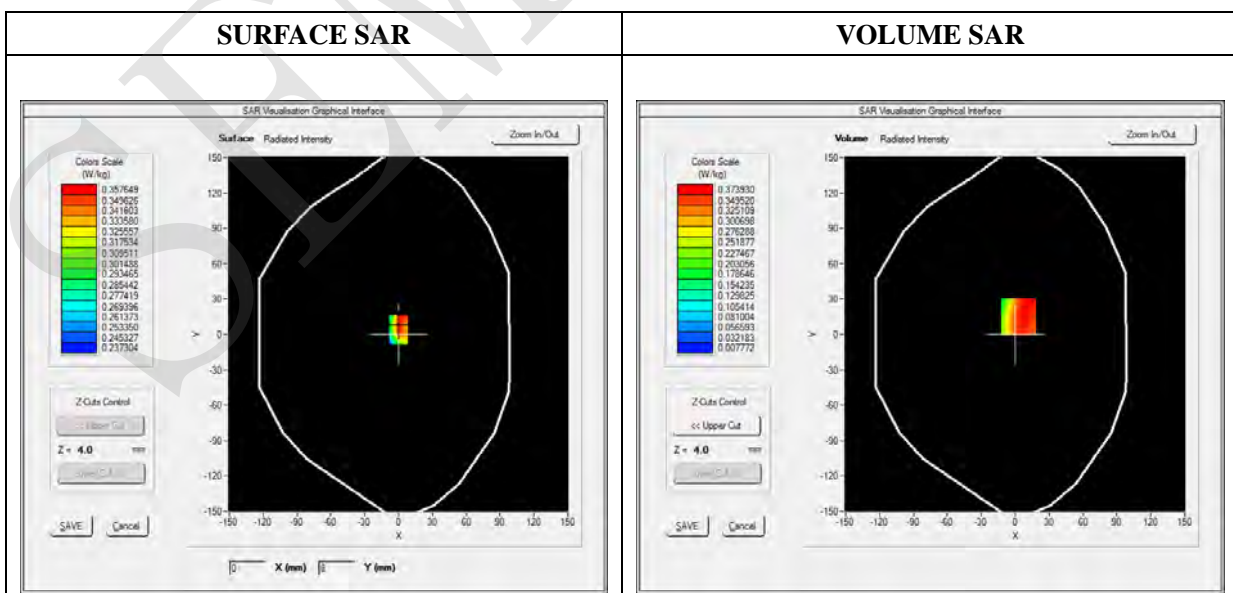 SURFACE SAR
VOLUME SAR
SAR Visualisation Graphical Interface
Surface Radiated Intensity
Zoom In/Out
Colors Scale
(W/kg)
0.357649
0.349626
0.341603
0.333580
0.325557
0.317534
0.309511
0.301488
0.293465
0.285442
0.277419
0.269396
0.261373
0.253350
0.245327
0.237304
150
120
90
60
30
0
-30
-60
-90
-120
-150
Y
-150 -120 -90 -60 -30 0 30 60 90 120 150
X
Z-Cuts Control
<< Upper Cut
Z = 4.0 mm
SAVE Cancel
0 X (mm) 8 Y (mm)
SAR Visualisation Graphical Interface
Volume Radiated Intensity
Zoom In/Out
Colors Scale
(W/kg)
0.373930
0.349520
0.325109
0.300698
0.276288
0.251877
0.227467
0.203056
0.178646
0.154235
0.129825
0.105414
0.081004
0.056593
0.032183
0.007772
150
120
90
60
30
0
-30
-60
-90
-120
-150
Y
-150 -120 -90 -60 -30 0 30 60 90 120 150
X
Z-Cuts Control
<< Upper Cut
Z = 4.0 mm
SAVE Cancel